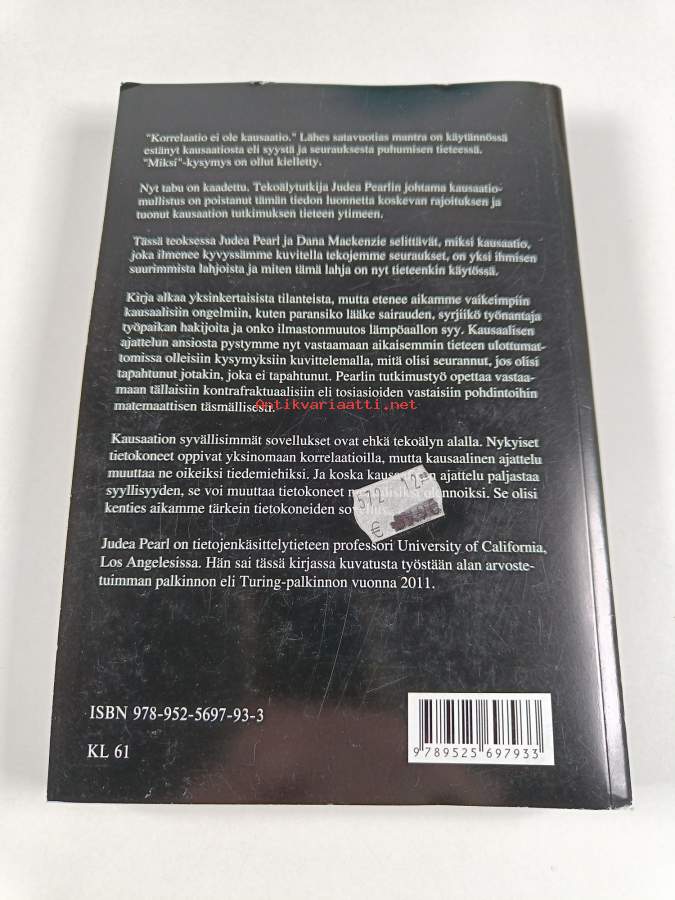 "Korrelaatio ei ole kausaatio." Lähes satavuotias mantra on käytännössä
estänyt kausaatiosta eli syystä ja seurauksesta puhumisen tieteessä.
"Miksi"-kysymys on ollut kielletty.
Nyt tabu on kaadettu. Tekoälytutkija Judea Pearlin johtama kausaatio-
mullistus on poistanut tämän tiedon luonnetta koskevan rajoituksen ja
tuonut kausaation tutkimuksen tieteen ytimeen.
Tässä teoksessa Judea Pearl ja Dana Mackenzie selittävät, miksi kausaatio,
joka ilmenee kyvyssämme kuvitella tekojemme seuraukset, on yksi ihmisen
suurimmista lahjoista ja miten tämä lahja on nyt tieteenkin käytössä.
Kirja alkaa yksinkertaisista tilanteista, mutta etenee aikamme vaikeimpiin
kausaalisiin ongelmiin, kuten paransiko lääke sairauden, syrjiikö työnantaja
työpaikan hakijoita ja onko ilmastonmuutos lämpöaallon syy. Kausaalisen
ajattelun ansiosta pystymme nyt vastaamaan aikaisemmin tieteen ulottumat-
tomissa olleisiin kysymyksiin kuvittelemalla, mitä olisi seurannut, jos olisi
tapahtunut jotakin, joka ei tapahtunut. Pearlin tutkimustyö opettaa vastaa-
maan tällaisiin kontrafraktuaalisiin eli tosiasioiden vastaisiin pohdintoihin
matemaattisen täsmällisesti.
Antikvariaatti.net
Kausaation syvällisimmät sovellukset ovat ehkä tekoälyn alalla. Nykyiset
tietokoneet oppivat yksinomaan korrelaatioilla, mutta kausaalinen ajattelu
muuttaa ne oikeiksi tiedemiehiksi. Ja koska ajattelu paljastaa
syyllisyyden, se voi muuttaa tietokoneet olennoiksi. Se olisi
kenties aikamme tärkein tietokoneiden
€
Judea Pearl on tietojenkäsittelytieteen professori University of California,
Los Angelesissa. Hän sai tässä kirjassa kuvatusta työstään alan arvoste-
tuimman palkinnon eli Turing-palkinnon vuonna 2011.
ISBN 978-952-5697-93-3
KL 61
9 789525 697933